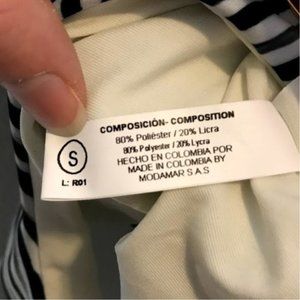 COMPOSICIÓN- COMPOSITION
80% Poliéster / 20% Licra
80% Polyester / 20% Lycra
HECHO EN COLOMBIA POR
MADE IN COLOMBIA BY
MODAMAR S.A.S
S
L: R01